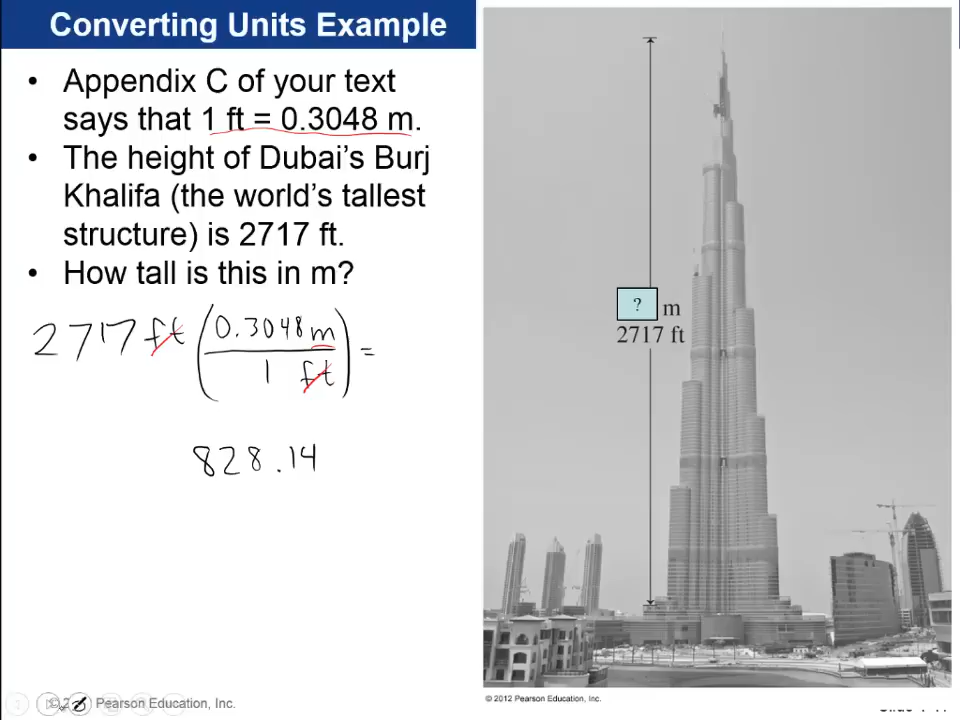 Converting Units Example
• Appendix C of your text
says that 1 ft = 0.3048 m.
• The height of Dubai’s Burj
Khalifa (the world’s tallest
structure) is 2717 ft.
• How tall is this in m?
2717 ft (0.3048 m / 1 ft) =
828.14
? m
2717 ft
Pearson Education, Inc.
© 2012 Pearson Education, Inc.